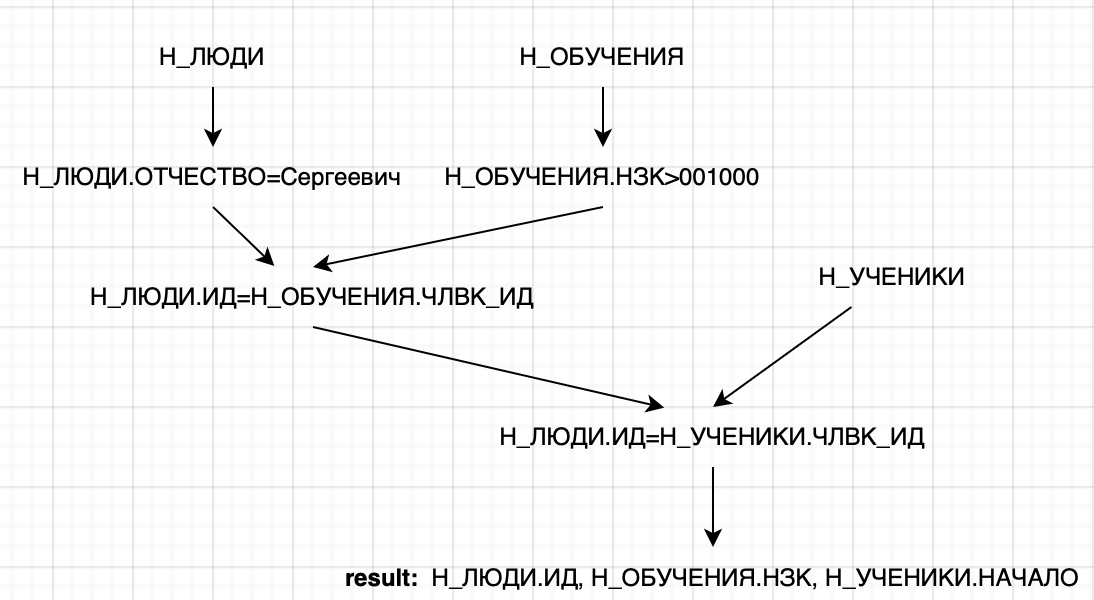 Н_ЛЮДИ
Н_ОБУЧЕНИЯ
Н_ЛЮДИ.ОТЧЕСТВО=Сергеевич
Н_ОБУЧЕНИЯ.НЗК>001000
Н_ЛЮДИ.ИД=Н_ОБУЧЕНИЯ.ЧЛВК_ИД
Н_УЧЕНИКИ
Н_ЛЮДИ.ИД=Н_УЧЕНИКИ.ЧЛВК_ИД
result: Н_ЛЮДИ.ИД, Н_ОБУЧЕНИЯ.НЗК, Н_УЧЕНИКИ.НАЧАЛО